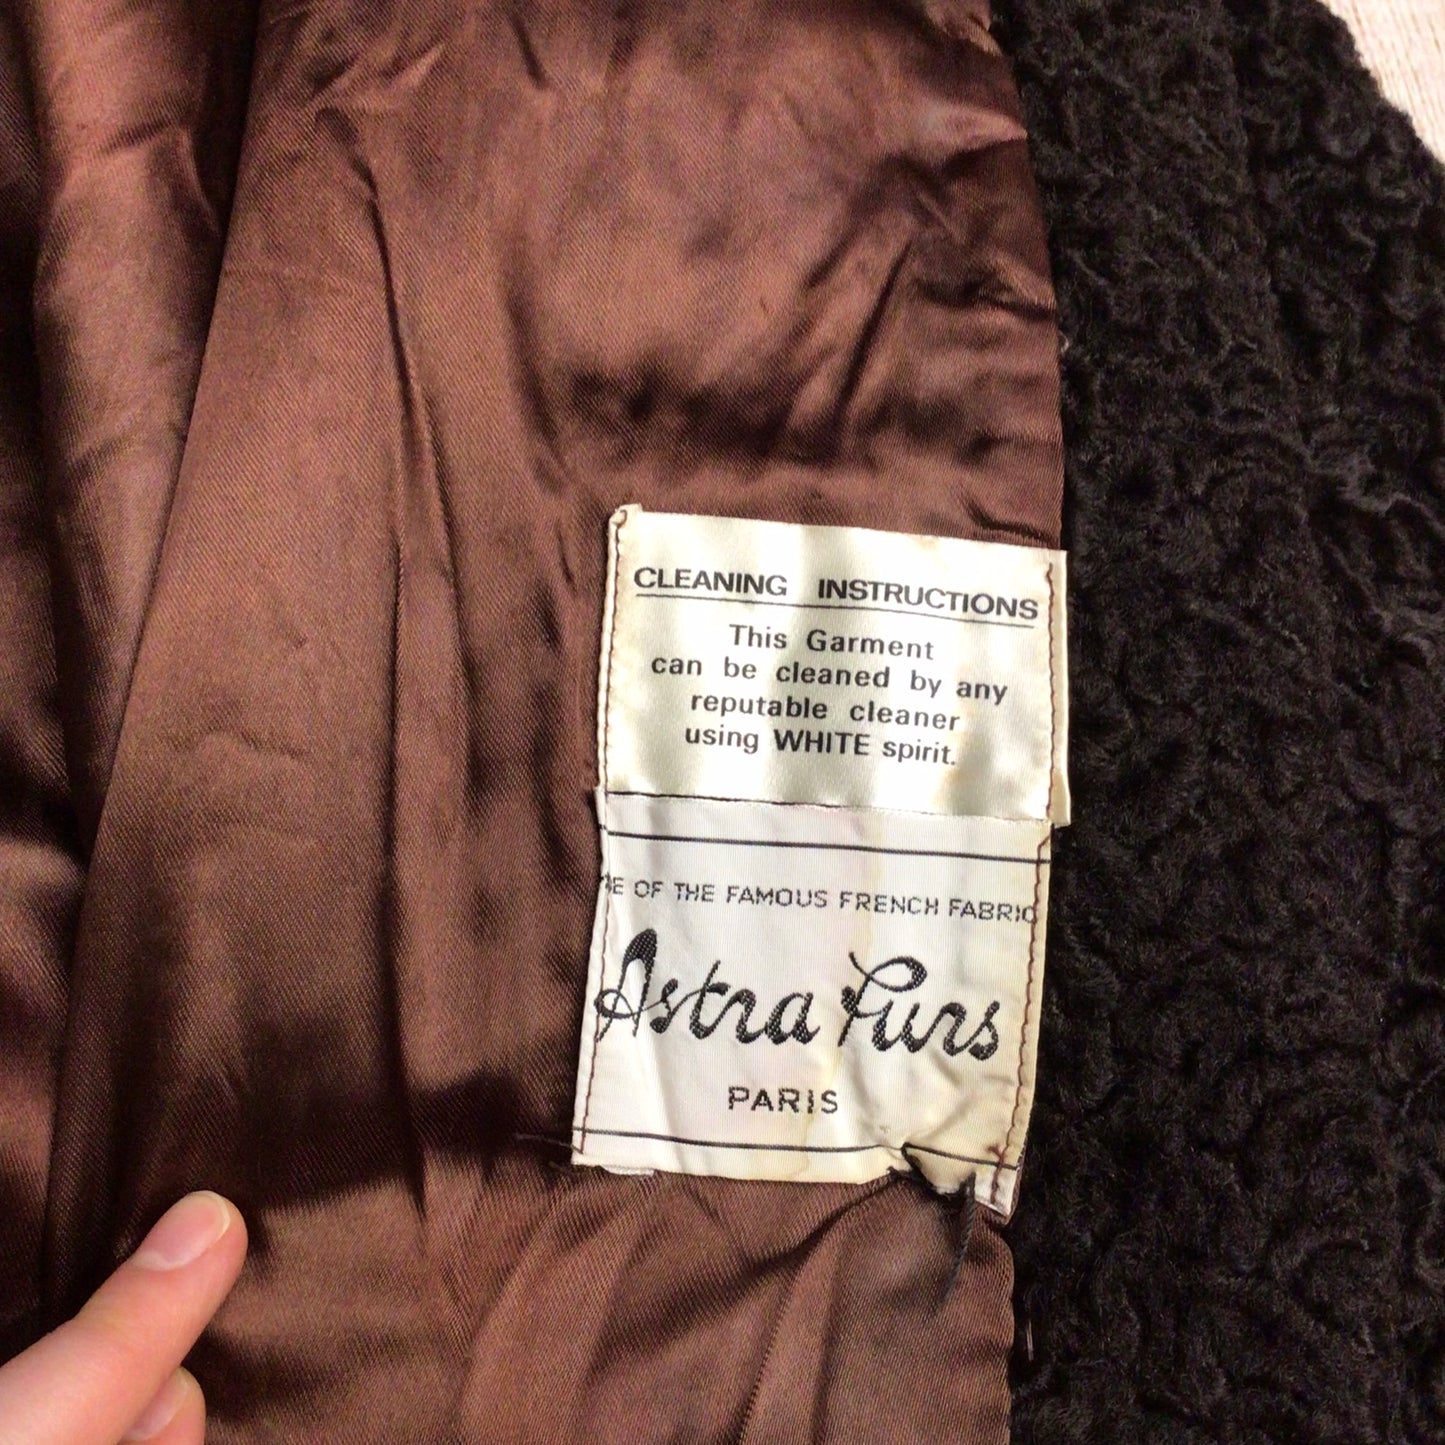 CLEANING INSTRUCTIONS
This Garment
can be cleaned by any
reputable cleaner
using WHITE spirit.
OF THE FAMOUS FRENCH FABRIC
Astra Furs
PARIS